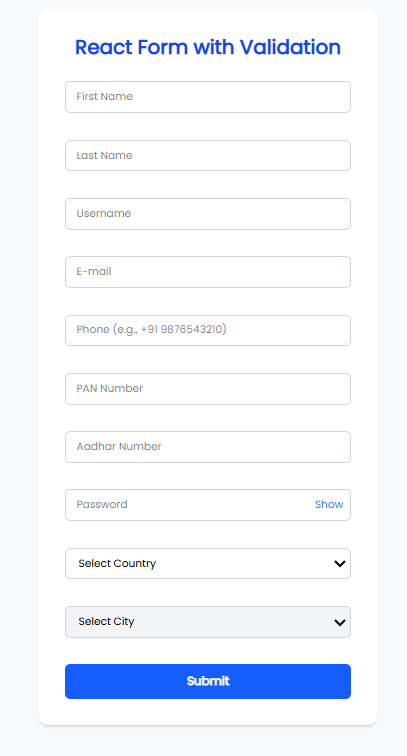 React Form with Validation
First Name
Last Name
Username
E-mail
Phone (e.g., +91 9876543210)
PAN Number
Aadhar Number
Password Show
Select Country
Select City
Submit